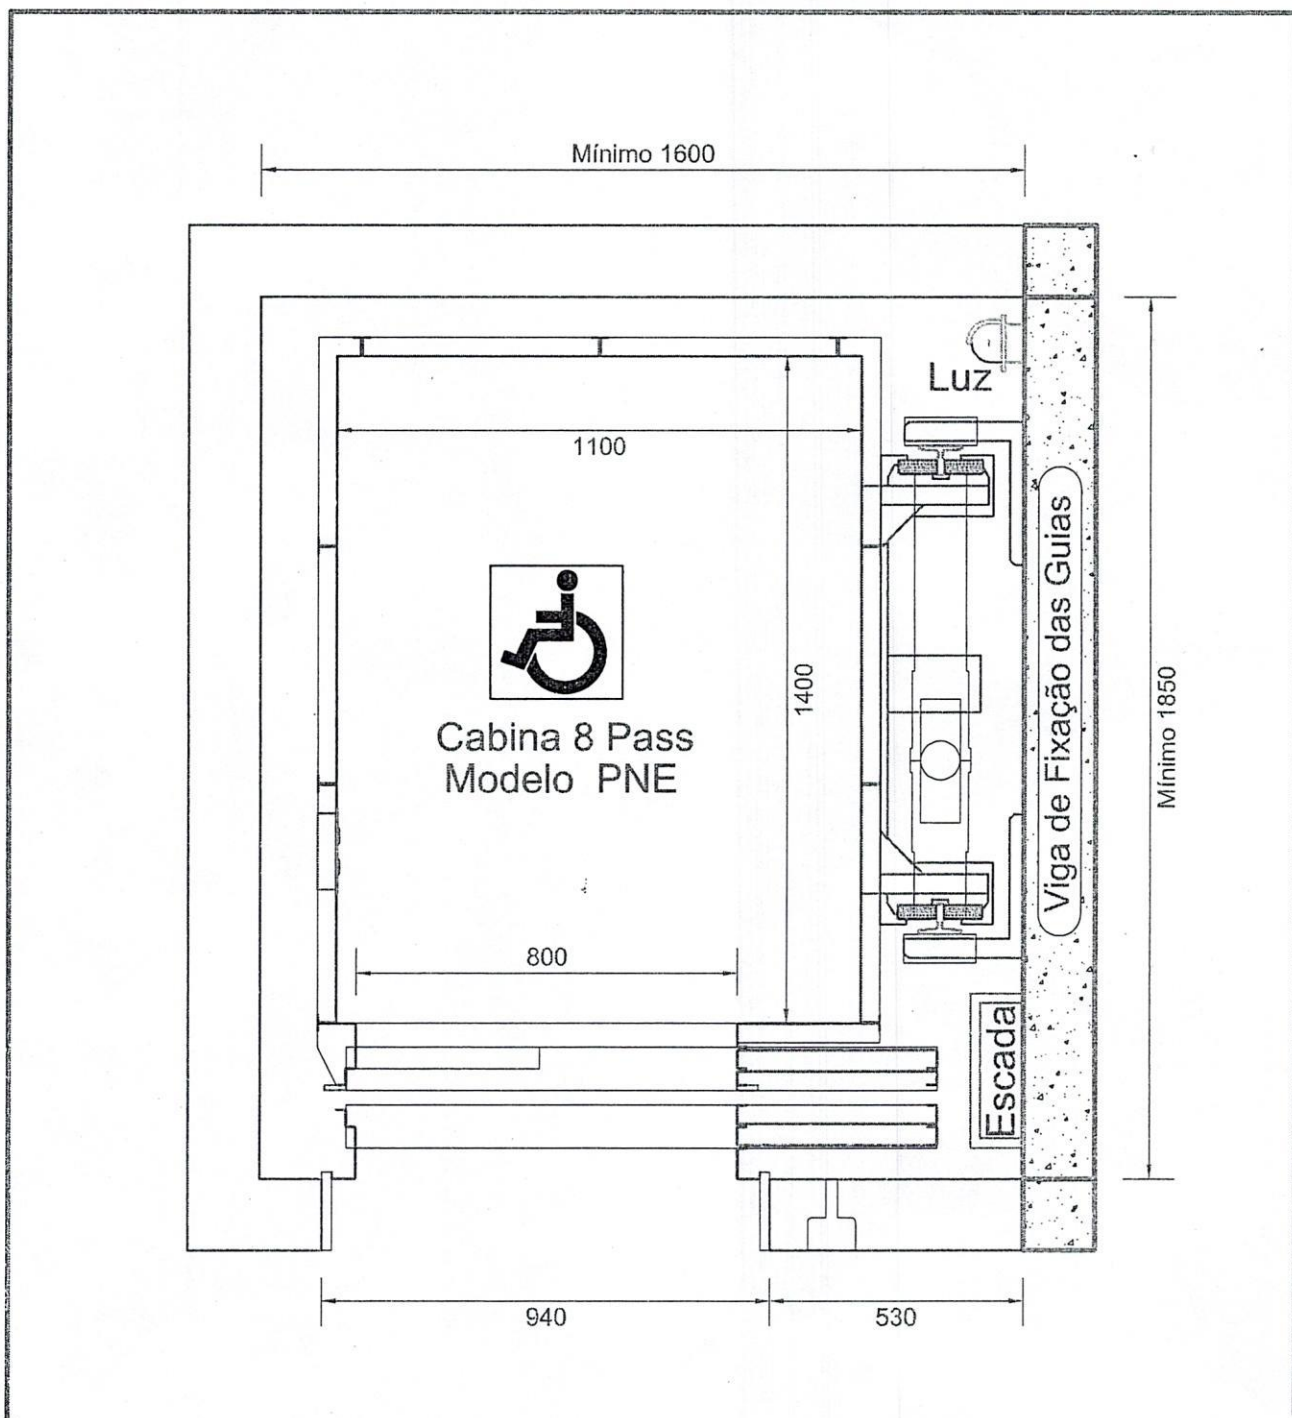 Mínimo 1600
Luz
1100
Viga de Fixação das Guias
1400
Mínimo 1850
Cabina 8 Pass
Modelo PNE
800
Escada
940
530